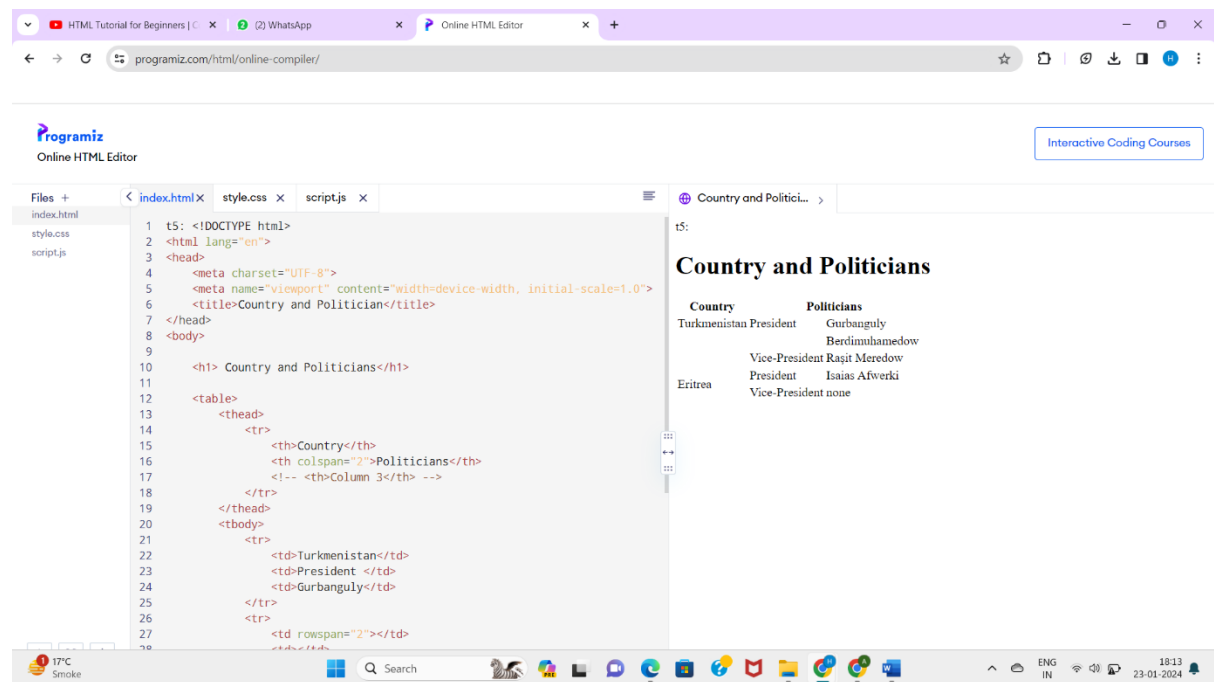 HTML Tutorial for Beginners | C
(2) WhatsApp
Online HTML Editor
programiz.com/html/online-compiler/
H
Programiz
Online HTML Editor
Interactive Coding Courses
Files +
index.html
style.css
script.js
index.html
style.css
script.js
Country and Politici...
1 t5: <!DOCTYPE html>
2 <html lang="en">
3 <head>
4 <meta charset="UTF-8">
5 <meta name="viewport" content="width=device-width, initial-scale=1.0">
6 <title>Country and Politician</title>
7 </head>
8 <body>
9
10 <h1> Country and Politicians</h1>
11
12 <table>
13 <thead>
14 <tr>
15 <th>Country</th>
16 <th colspan="2">Politicians</th>
17 <!-- <th>Column 3</th> -->
18 </tr>
19 </thead>
20 <tbody>
21 <tr>
22 <td>Turkmenistan</td>
23 <td>President </td>
24 <td>Gurbanguly</td>
25 </tr>
26 <tr>
27 <td rowspan="2"></td>
28 <td></td>
t5:
Country and Politicians
Country Politicians
Turkmenistan President Gurbanguly
Berdimuhamedow
Vice-President Raşit Meredow
Eritrea
President Isaias Afwerki
Vice-President none
1
17°C
Smoke
Search
PRE
ENG
IN
18:13
23-01-2024